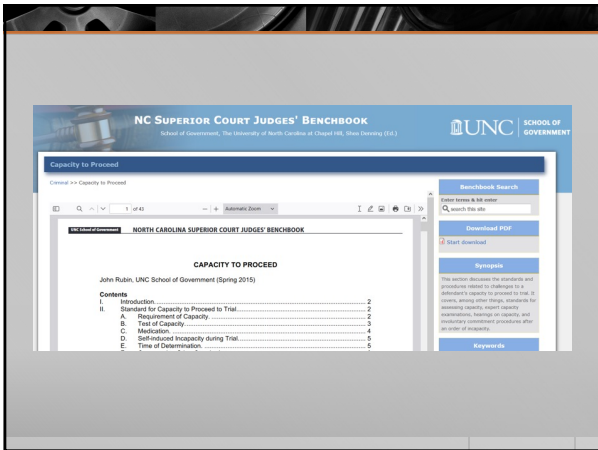 NC SUPERIOR COURT JUDGES' BENCHBOOK
School of Government, The University of North Carolina at Chapel Hill, Shea Denning (Ed.)
UNC SCHOOL OF GOVERNMENT
Capacity to Proceed
Criminal >> Capacity to Proceed
1 of 43 Automatic Zoom
UNC School of Government NORTH CAROLINA SUPERIOR COURT JUDGES' BENCHBOOK
CAPACITY TO PROCEED
John Rubin, UNC School of Government (Spring 2015)
Contents
I. Introduction. 2
II. Standard for Capacity to Proceed to Trial 2
A. Requirement of Capacity. 2
B. Test of Capacity. 3
C. Medication. 4
D. Self-induced Incapacity during Trial. 5
E. Time of Determination. 5
Benchbook Search
Enter terms & hit enter
search this site
Download PDF
Start download
Synopsis
This section discusses the standards and
procedures related to challenges to a
defendant's capacity to proceed to trial. It
covers, among other things, standards for
assessing capacity, expert capacity
examinations, hearings on capacity, and
involuntary commitment procedures after
an order of incapacity.
Keywords